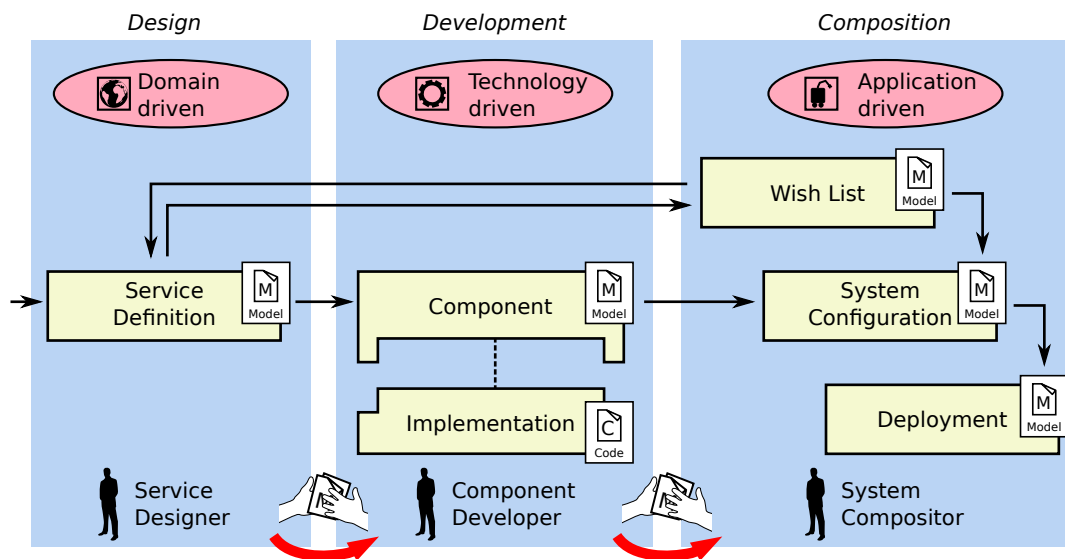 Design
Development
Composition
Domain
driven
Technology
driven
Application
driven
Wish List
M
Model
Service
Definition
M
Model
Component
M
Model
System
Configuration
M
Model
Implementation
C
Code
Deployment
M
Model
Service
Designer
Component
Developer
System
Compositor